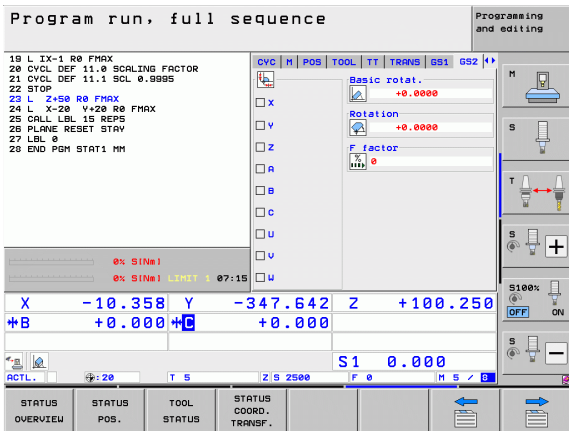 Program run, full sequence
Programming
and editing
19 L IX-1 R0 FMAX
20 CYCL DEF 11.0 SCALING FACTOR
21 CYCL DEF 11.1 SCL 0.9995
22 STOP
23 L Z+50 R0 FMAX
24 L X-20 Y+20 R0 FMAX
25 CALL LBL 15 REP5
26 PLANE RESET STAY
27 LBL 0
28 END PGM STAT1 MM
CYC M POS TOOL TT TRANS GS1 GS2
Basic rotat.
+0.0000
Rotation
+0.0000
F factor
% 0
X
Y
Z
A
B
C
U
V
W
0% S[Nm]
0% S[Nm] LIMIT 1 07:15
X -10.358 Y -347.642 Z +100.250
B +0.000 C +0.000
S1 0.000
ACTL. :20 T 5 Z S 2500 F 0 M 5 / 8
M
S
T
S
S100%
OFF ON
S
STATUS
OVERVIEW
STATUS
POS.
TOOL
STATUS
STATUS
COORD.
TRANSF.